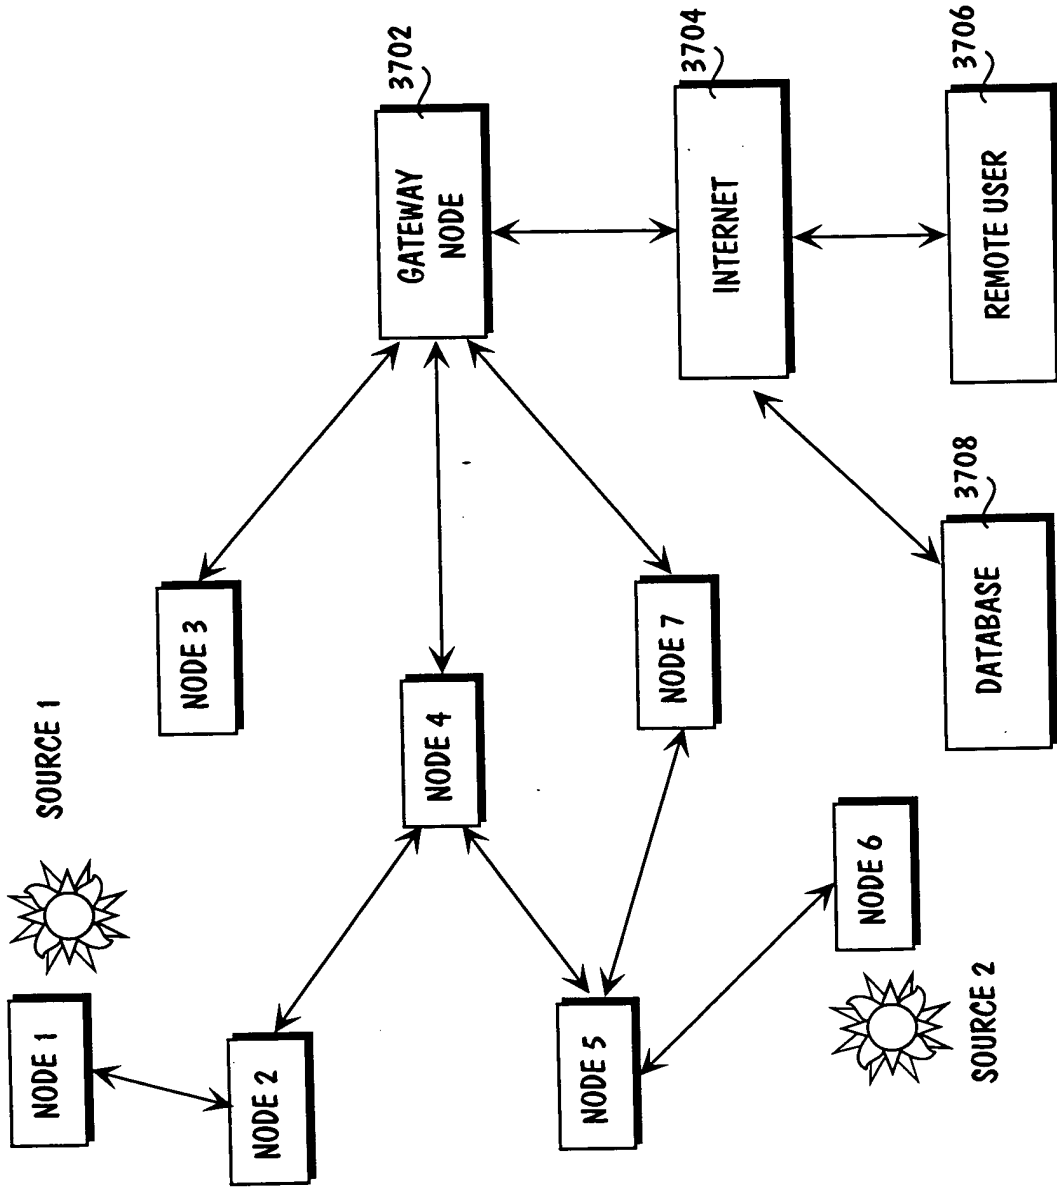 SOURCE 1
NODE 1
NODE 2
NODE 3
NODE 4
NODE 5
NODE 6
NODE 7
SOURCE 2
GATEWAY
NODE
3702
INTERNET
3704
REMOTE USER
3706
DATABASE
3708